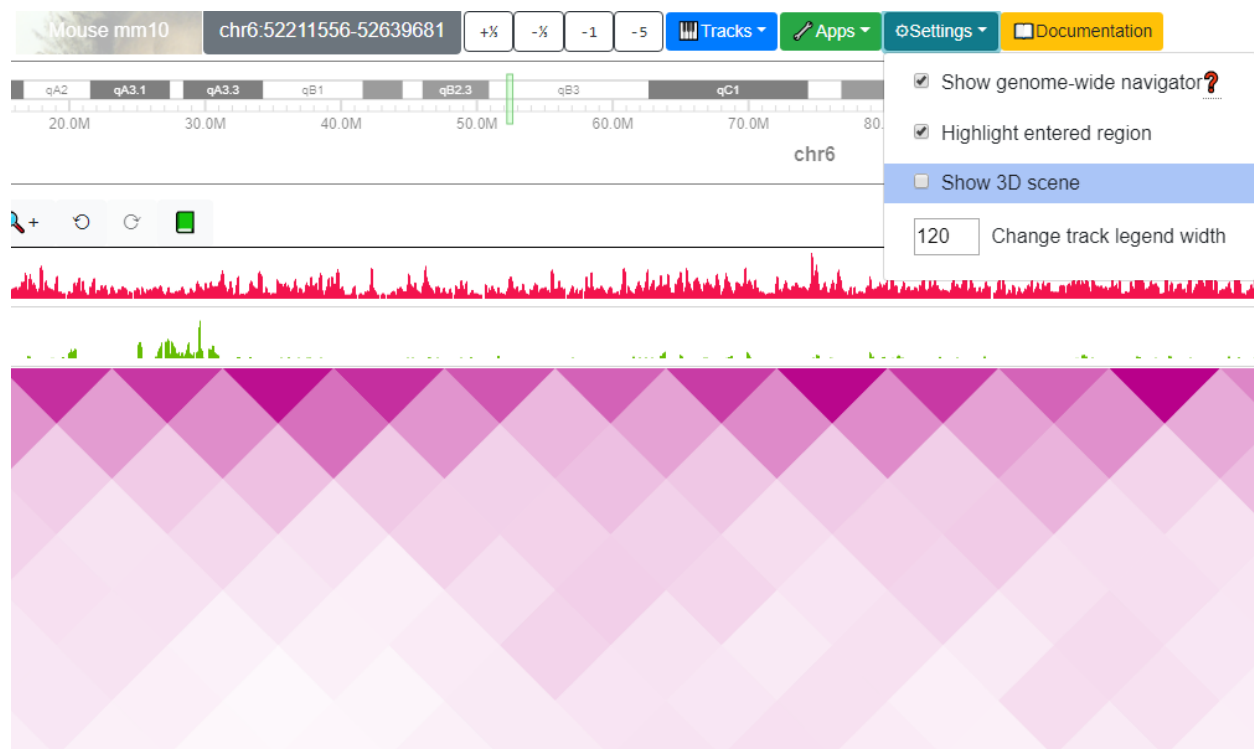 Mouse mm10 chr6:52211556-52639681 +⅓ -⅓ -1 -5 Tracks Apps Settings Documentation
Show genome-wide navigator?
qA2 qA3.1 qA3.3 qB1 qB2.3 qB3 qC1
20.0M 30.0M 40.0M 50.0M 60.0M 70.0M 80.
Highlight entered region
chr6
Show 3D scene
+
120 Change track legend width